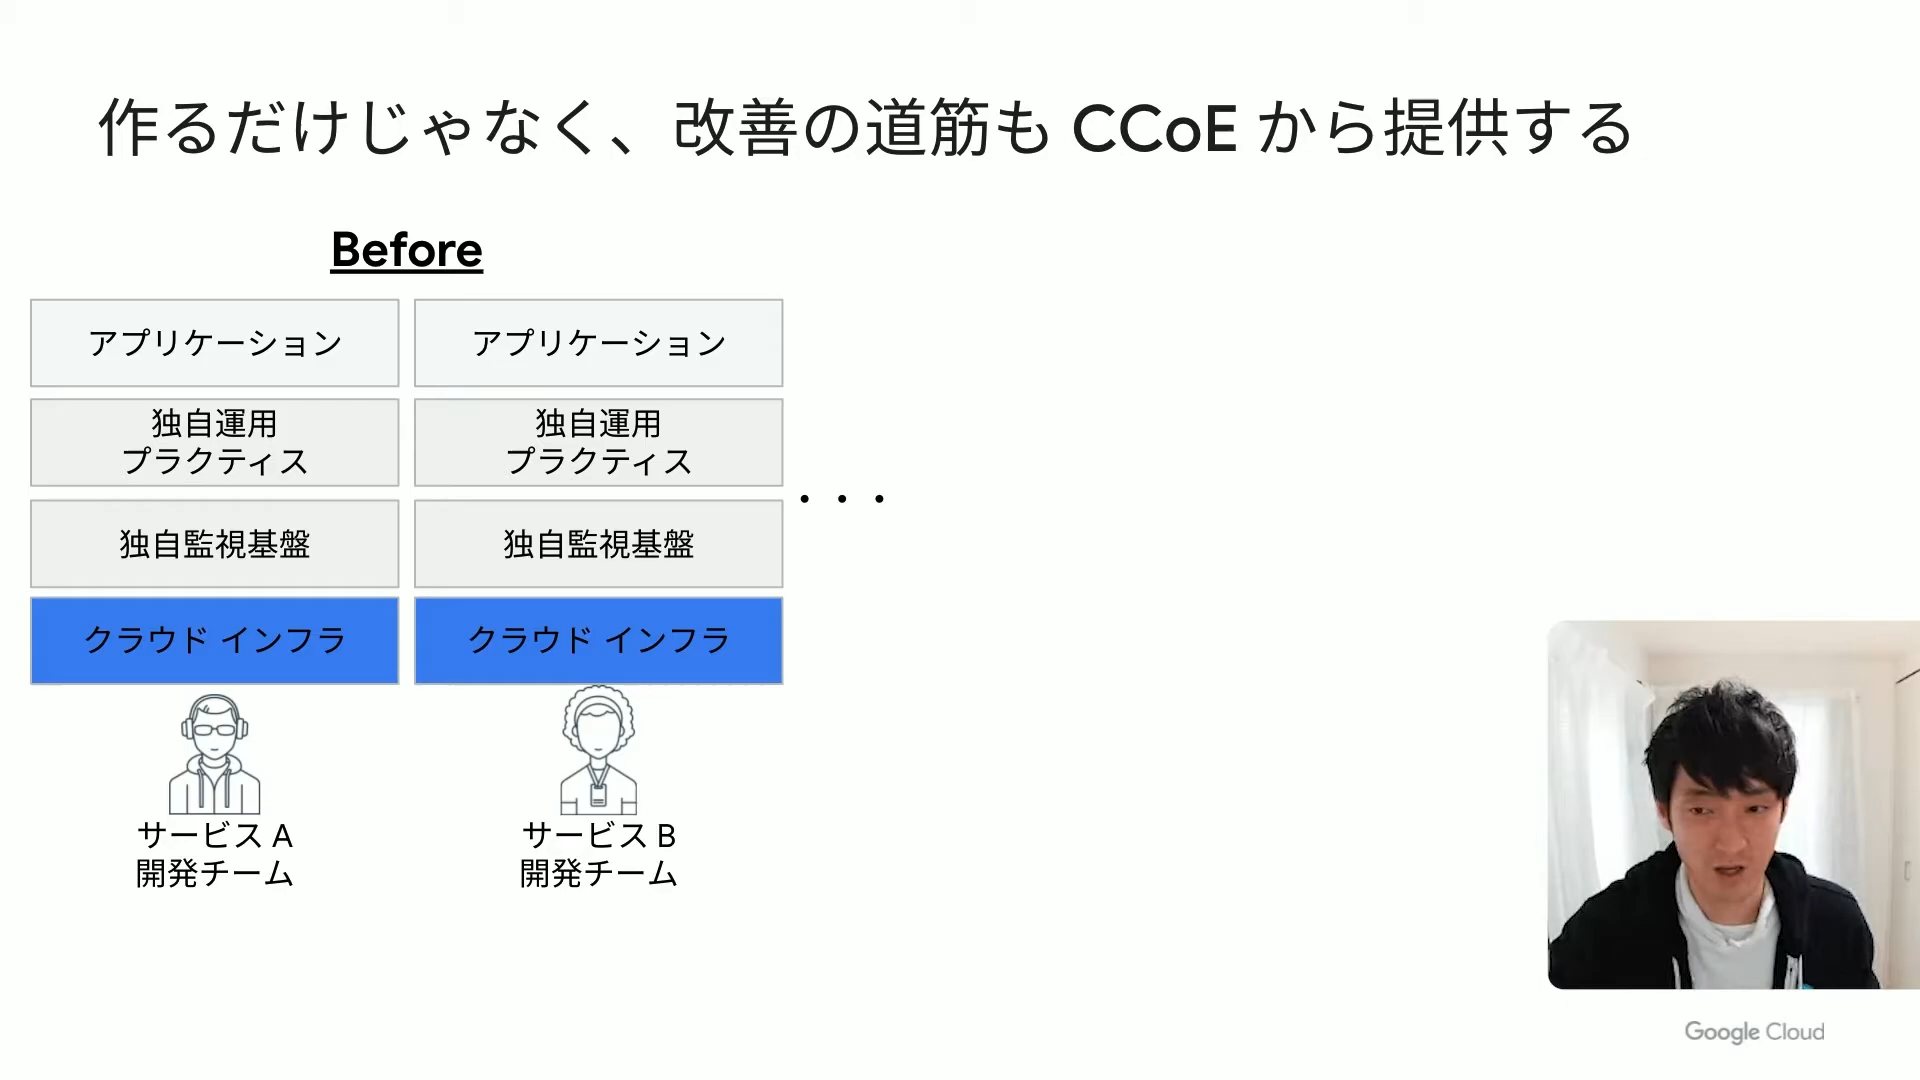 作るだけじゃなく、改善の道筋も CCoE から提供する
Before
アプリケーション
アプリケーション
独自運用
プラクティス
独自運用
プラクティス
独自監視基盤
独自監視基盤
・・・
クラウド インフラ
クラウド インフラ
サービス A
開発チーム
サービス B
開発チーム
Google Cloud